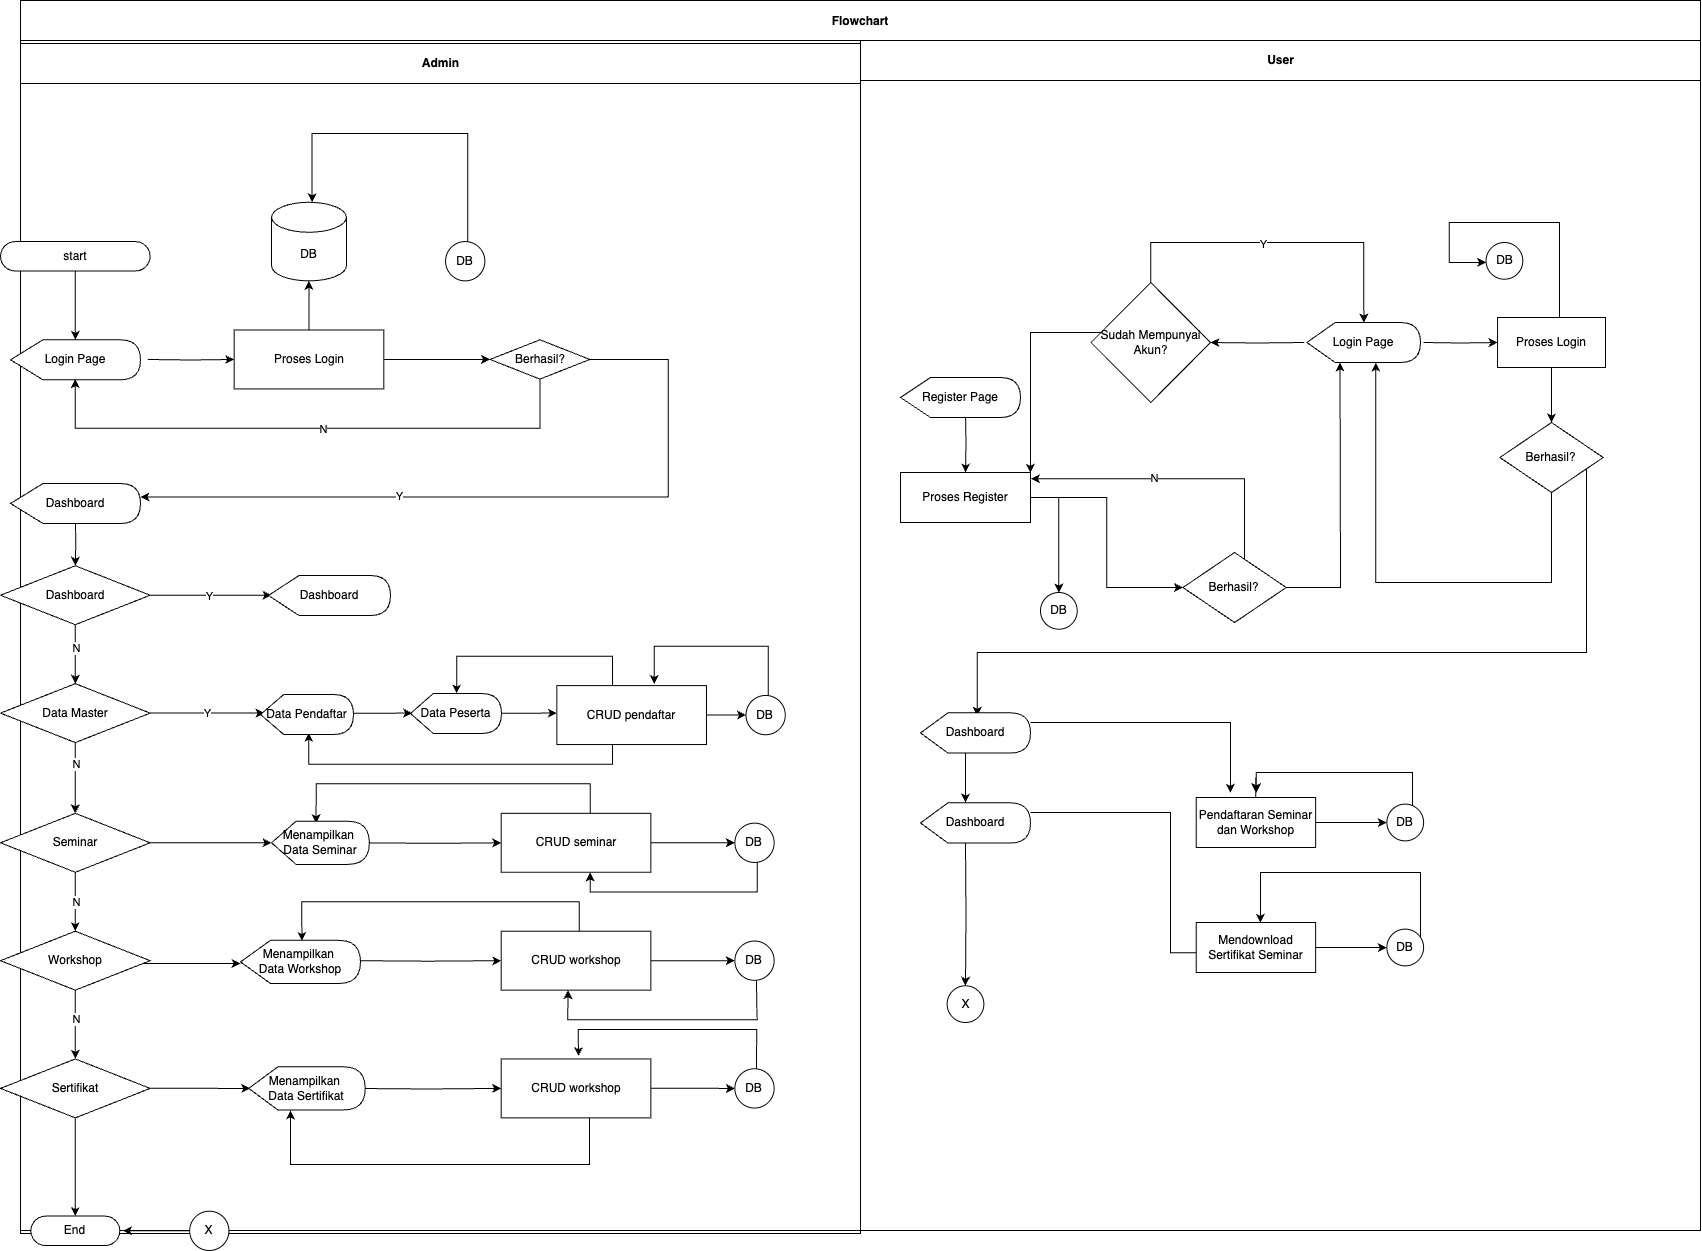 Flowchart
Admin
User
DB
DB
start
Login Page
Proses Login
Berhasil?
N
Y
Dashboard
Dashboard
Y
Dashboard
N
Data Master
Y
Data Pendaftar
Data Peserta
CRUD pendaftar
DB
N
Seminar
Menampilkan
Data Seminar
CRUD seminar
DB
N
Workshop
Menampilkan
Data Workshop
CRUD workshop
DB
N
Sertifikat
Menampilkan
Data Sertifikat
CRUD workshop
DB
End
X
Y
DB
Sudah Mempunyai
Akun?
Login Page
Proses Login
Register Page
Berhasil?
N
Proses Register
Berhasil?
DB
Dashboard
Dashboard
Pendaftaran Seminar
dan Workshop
DB
Mendownload
Sertifikat Seminar
DB
X